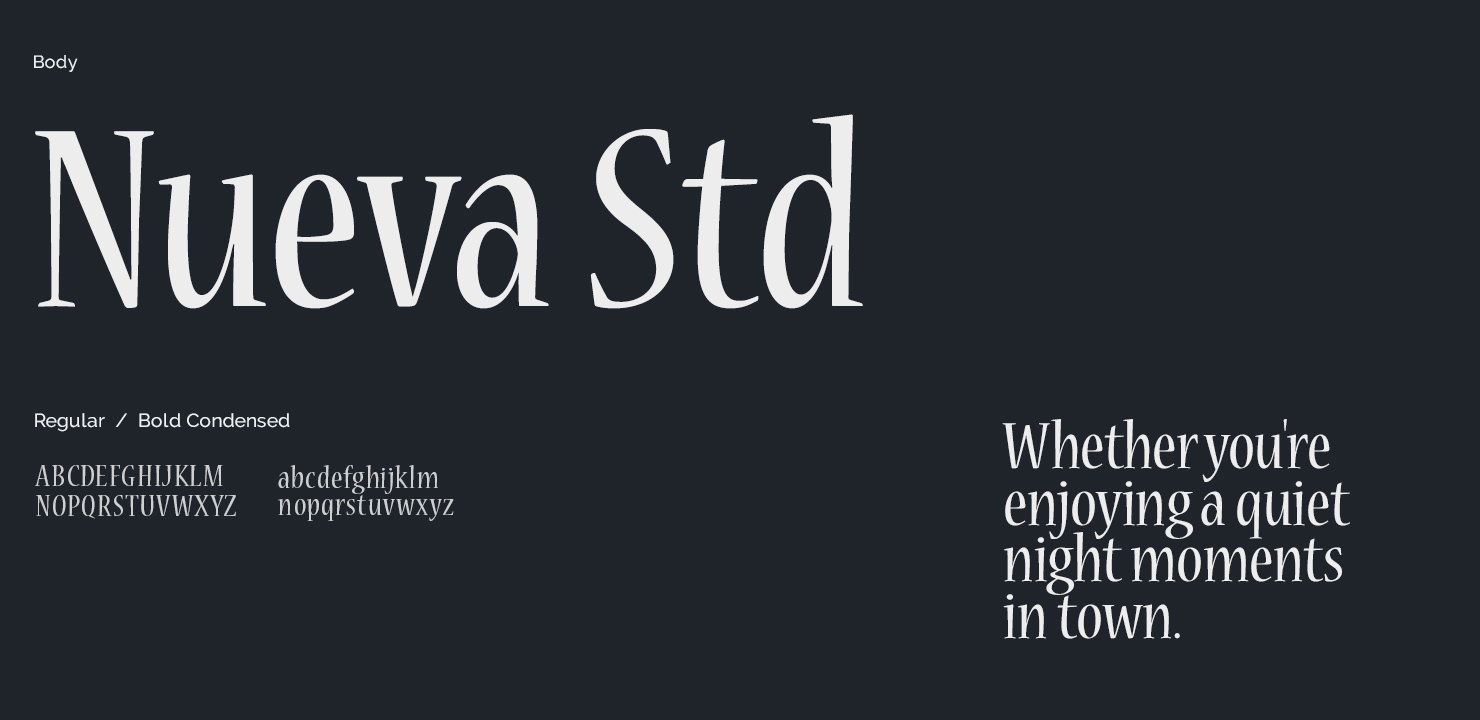 Body
Nueva Std
Regular / Bold Condensed
ABCDEFGHIJKLM
NOPQRSTUVWXYZ
abcdefghijklm
nopqrstuvwxyz
Whether you're
enjoying a quiet
night moments
in town.